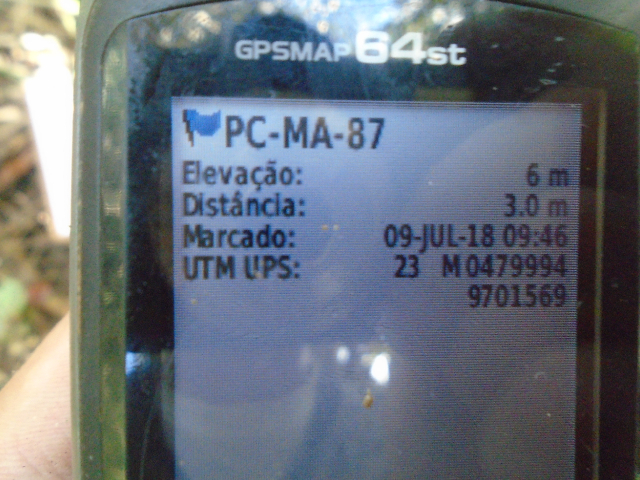 GPSMAP 64st
PC-MA-87
Elevação: 6 m
Distância: 3.0 m
Marcado: 09-JUL-18 09:46
UTM UPS: 23 M 0479994
9701569